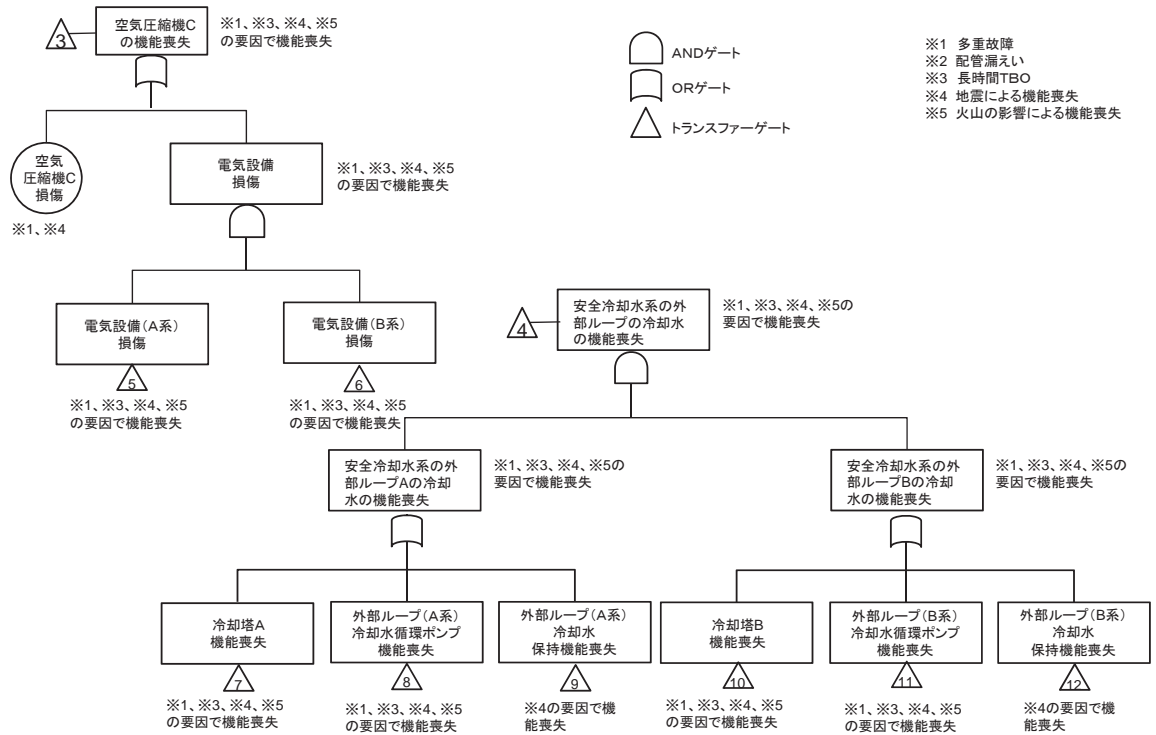 3
空気圧縮機C
の機能喪失
※1、※3、※4、※5
の要因で機能喪失
ANDゲート
ORゲート
トランスファーゲート
※1 多重故障
※2 配管漏えい
※3 長時間TBO
※4 地震による機能喪失
※5 火山の影響による機能喪失
空気
圧縮機C
損傷
※1、※4
電気設備
損傷
※1、※3、※4、※5
の要因で機能喪失
電気設備(A系)
損傷
5
※1、※3、※4、※5
の要因で機能喪失
電気設備(B系)
損傷
6
※1、※3、※4、※5
の要因で機能喪失
4
安全冷却水系の外
部ループの冷却水
の機能喪失
※1、※3、※4、※5の
要因で機能喪失
安全冷却水系の外
部ループAの冷却
水の機能喪失
※1、※3、※4、※5の
要因で機能喪失
安全冷却水系の外
部ループBの冷却
水の機能喪失
※1、※3、※4、※5の
要因で機能喪失
冷却塔A
機能喪失
7
※1、※3、※4、※5
の要因で機能喪失
外部ループ(A系)
冷却水循環ポンプ
機能喪失
8
※1、※3、※4、※5
の要因で機能喪失
外部ループ(A系)
冷却水
保持機能喪失
9
※4の要因で機
能喪失
冷却塔B
機能喪失
10
※1、※3、※4、※5
の要因で機能喪失
外部ループ(B系)
冷却水循環ポンプ
機能喪失
11
※1、※3、※4、※5
の要因で機能喪失
外部ループ(B系)
冷却水
保持機能喪失
12
※4の要因で機
能喪失